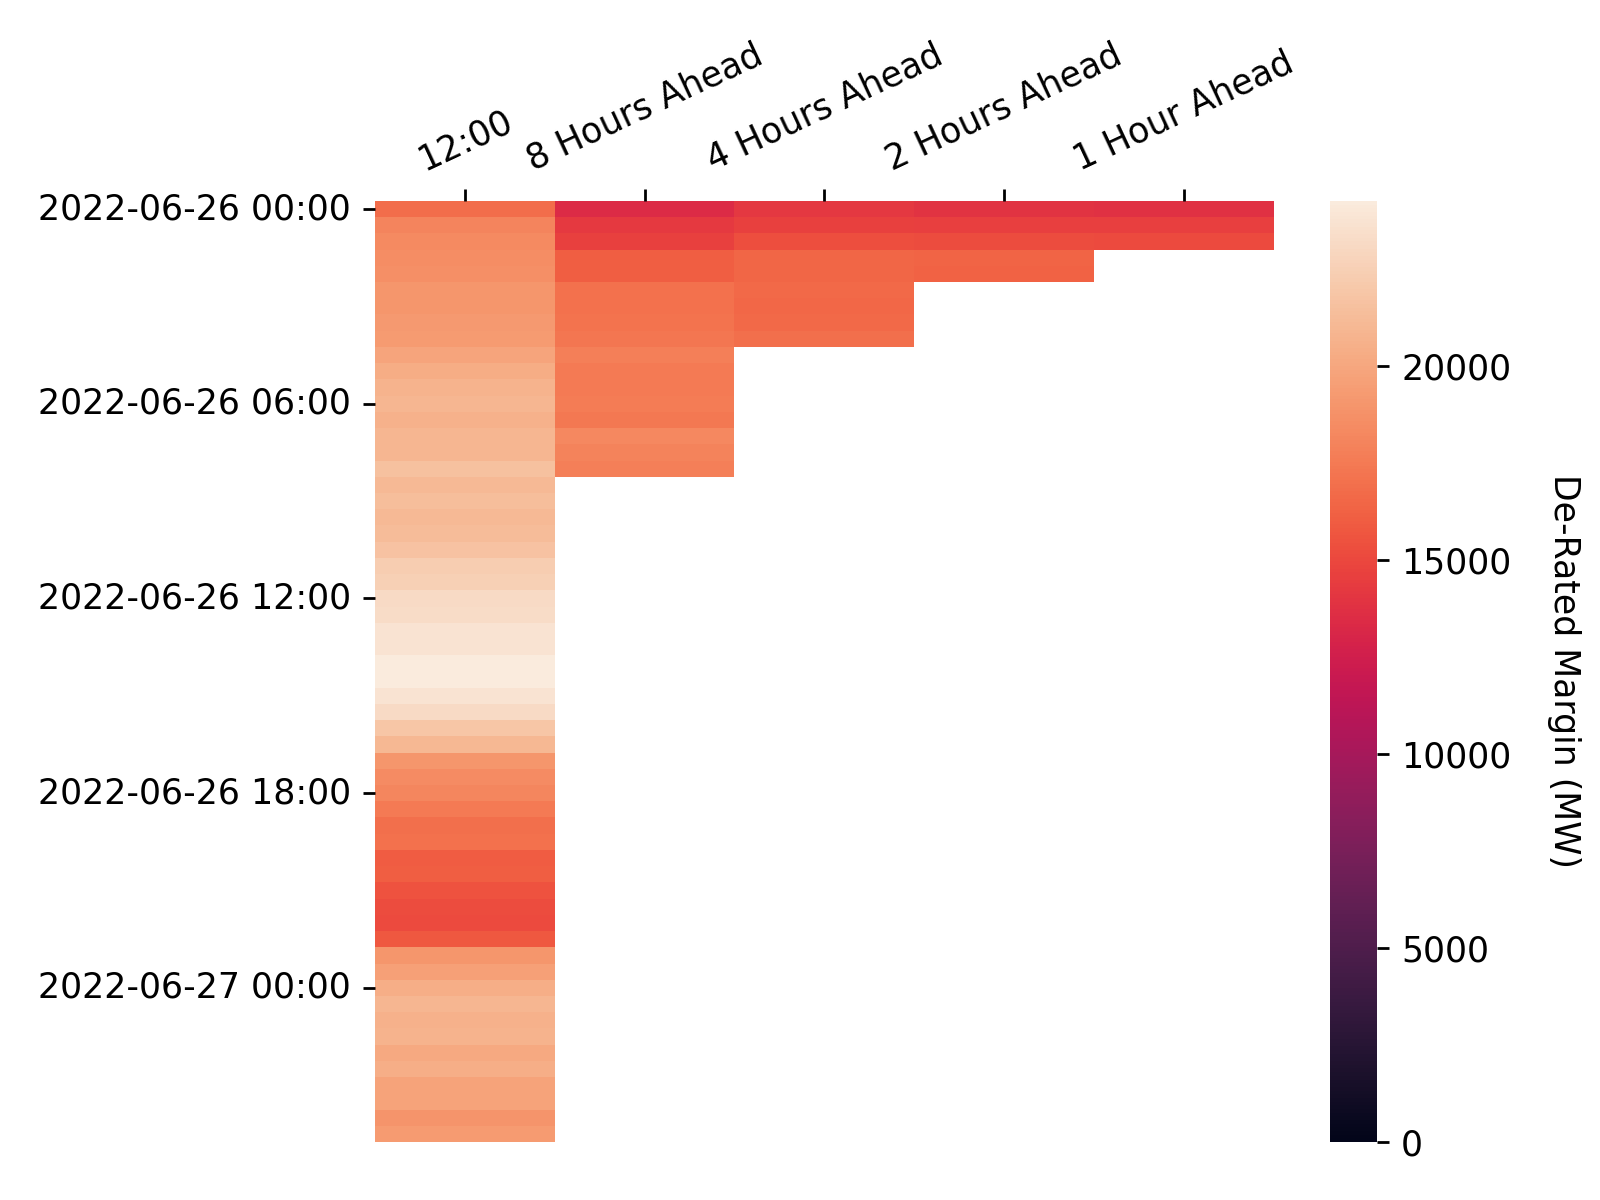 12:00
8 Hours Ahead
4 Hours Ahead
2 Hours Ahead
1 Hour Ahead
2022-06-26 00:00
2022-06-26 06:00
2022-06-26 12:00
2022-06-26 18:00
2022-06-27 00:00
20000
15000
10000
5000
0
De-Rated Margin (MW)